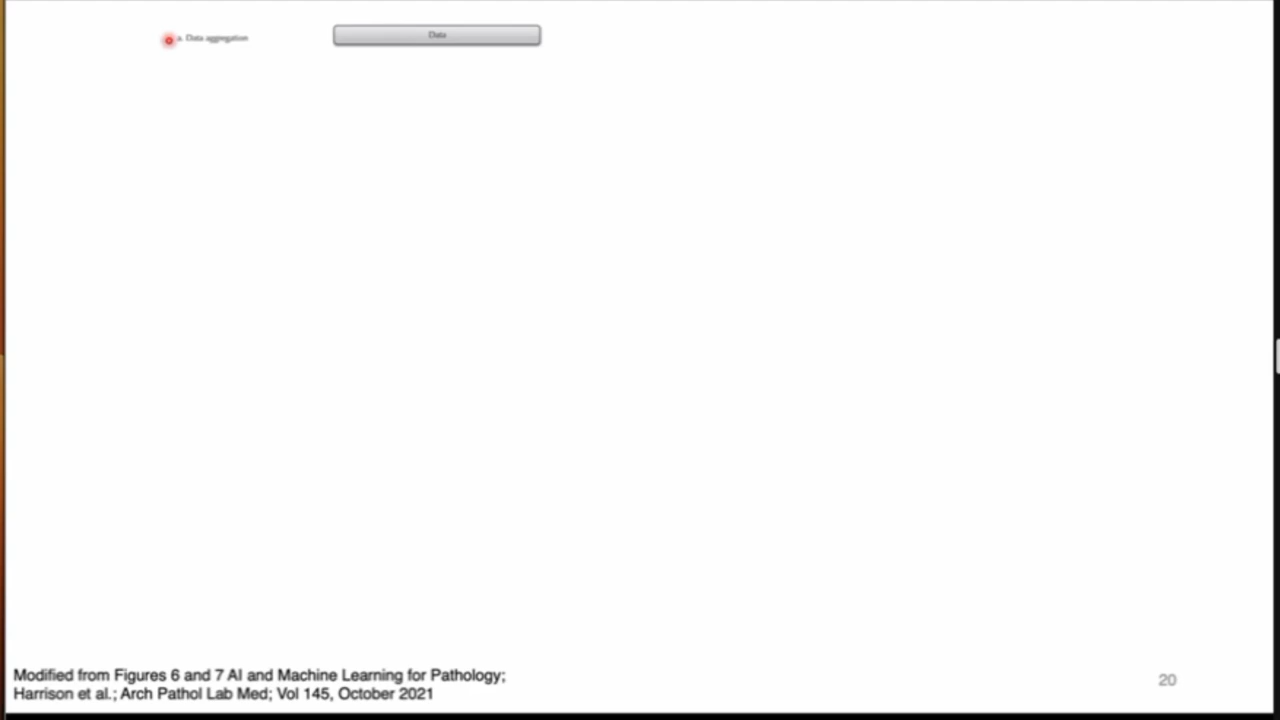 a. Data aggregation
Data
Modified from Figures 6 and 7 AI and Machine Learning for Pathology;
Harrison et al.; Arch Pathol Lab Med; Vol 145, October 2021
20